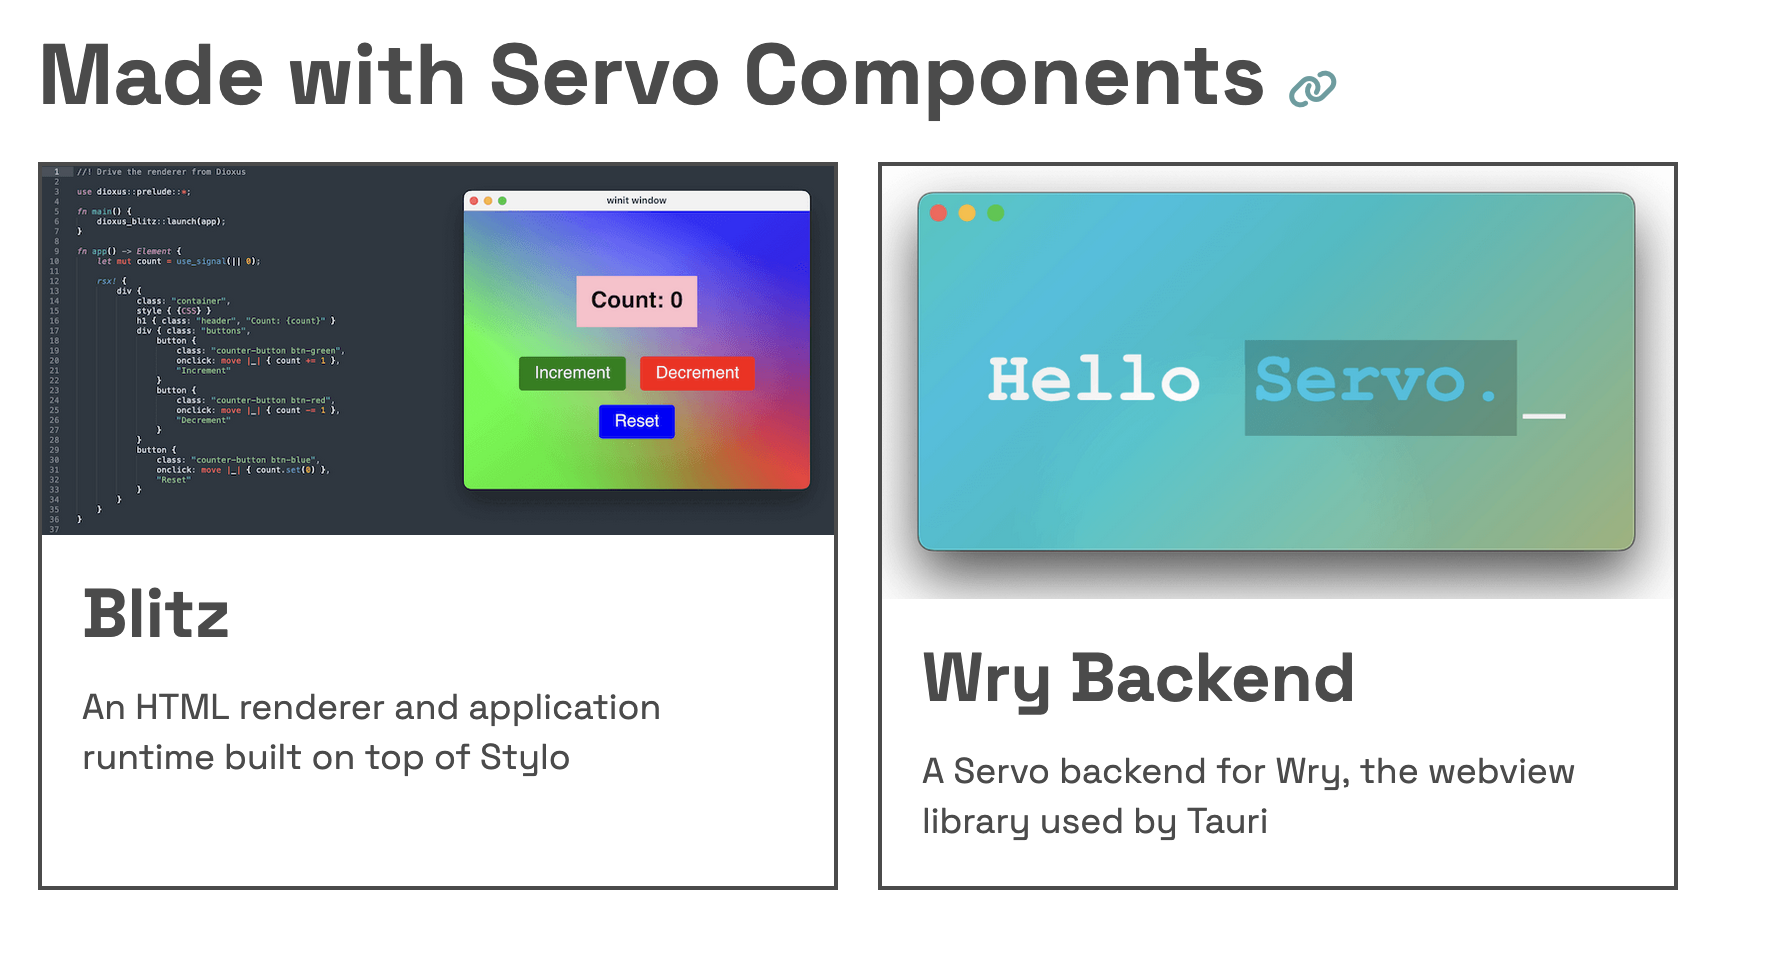 Made with Servo Components
1 //! Drive the renderer from Dioxus
2
3 use dioxus::prelude::*;
4
5 fn main() {
6 dioxus_blitz::launch(app);
7 }
8
9 fn app() -> Element {
10 let mut count = use_signal(|| 0);
11
12 rsx! {
13 div {
14 class: "container",
15 style { {CSS} }
16 h1 { class: "header", "Count: {count}" }
17 div { class: "buttons",
18 button {
19 class: "counter-button btn-green",
20 onclick: move |_| { count += 1 },
21 "Increment"
22 }
23 button {
24 class: "counter-button btn-red",
25 onclick: move |_| { count -= 1 },
26 "Decrement"
27 }
28 }
29 button {
30 class: "counter-button btn-blue",
31 onclick: move |_| { count.set(0) },
32 "Reset"
33 }
34 }
35 }
36 }
37
winit window
Count: 0
Increment Decrement
Reset
Blitz
An HTML renderer and application
runtime built on top of Stylo
Hello Servo._
Wry Backend
A Servo backend for Wry, the webview
library used by Tauri